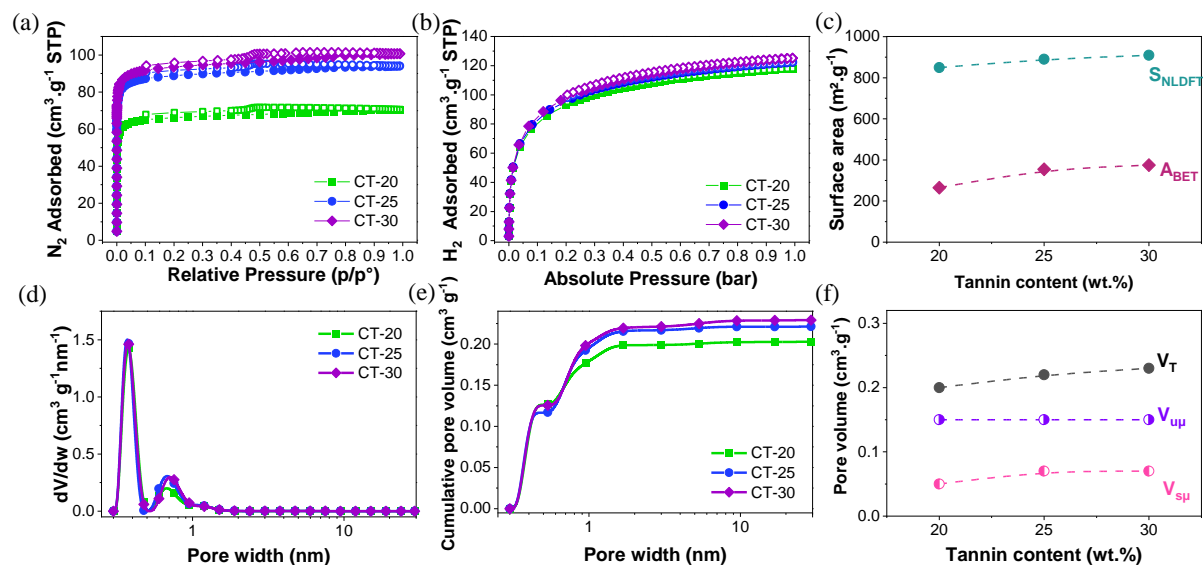 (a)
N₂ Adsorbed (cm³.g⁻¹ STP)
120
100
80
60
40
20
0
CT-20
CT-25
CT-30
0.0 0.1 0.2 0.3 0.4 0.5 0.6 0.7 0.8 0.9 1.0
Relative Pressure (p/p°)
(b)
H₂ Adsorbed (cm³.g⁻¹ STP)
140
120
100
80
60
40
20
0
CT-20
CT-25
CT-30
0.0 0.1 0.2 0.3 0.4 0.5 0.6 0.7 0.8 0.9 1.0
Absolute Pressure (bar)
(c)
Surface area (m².g⁻¹)
1000
800
600
400
200
0
S_NLDFT
A_BET
20 25 30
Tannin content (wt.%)
(d)
dV/dw (cm³ g⁻¹nm⁻¹)
1.5
1.0
0.5
0.0
CT-20
CT-25
CT-30
1 10
Pore width (nm)
(e)
Cumulative pore volume (cm³ g⁻¹)
0.25
0.20
0.15
0.10
0.05
0.00
CT-20
CT-25
CT-30
1 10
Pore width (nm)
(f)
Pore volume (cm³.g⁻¹)
0.3
0.2
0.1
0.0
V_T
V_uµ
V_sµ
20 25 30
Tannin content (wt.%)